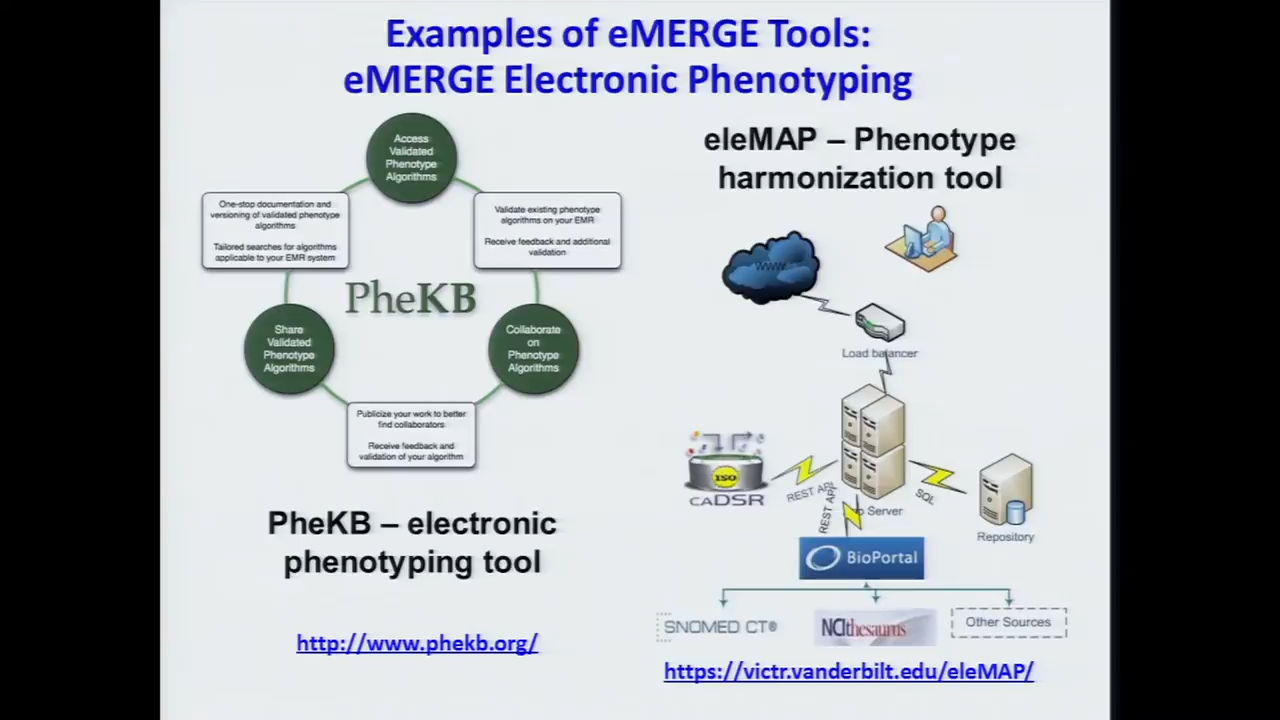 Examples of eMERGE Tools:
eMERGE Electronic Phenotyping
Access
Validated
Phenotype
Algorithms
One-stop documentation and
versioning of validated phenotype
algorithms
Tailored searches for algorithms
applicable to your EMR system
Validate existing phenotype
algorithms on your EMR
Receive feedback and additional
validation
PheKB
Share
Validated
Phenotype
Algorithms
Collaborate
on
Phenotype
Algorithms
Publicize your work to better
find collaborators
Receive feedback and
validation of your algorithm
PheKB – electronic
phenotyping tool
http://www.phekb.org/
eleMAP – Phenotype
harmonization tool
WWW
Load balancer
ISO
caDSR
REST API
REST API
SQL
Server
Repository
BioPortal
SNOMED CT®
NCIthesaurus
Other Sources
https://victr.vanderbilt.edu/eleMAP/